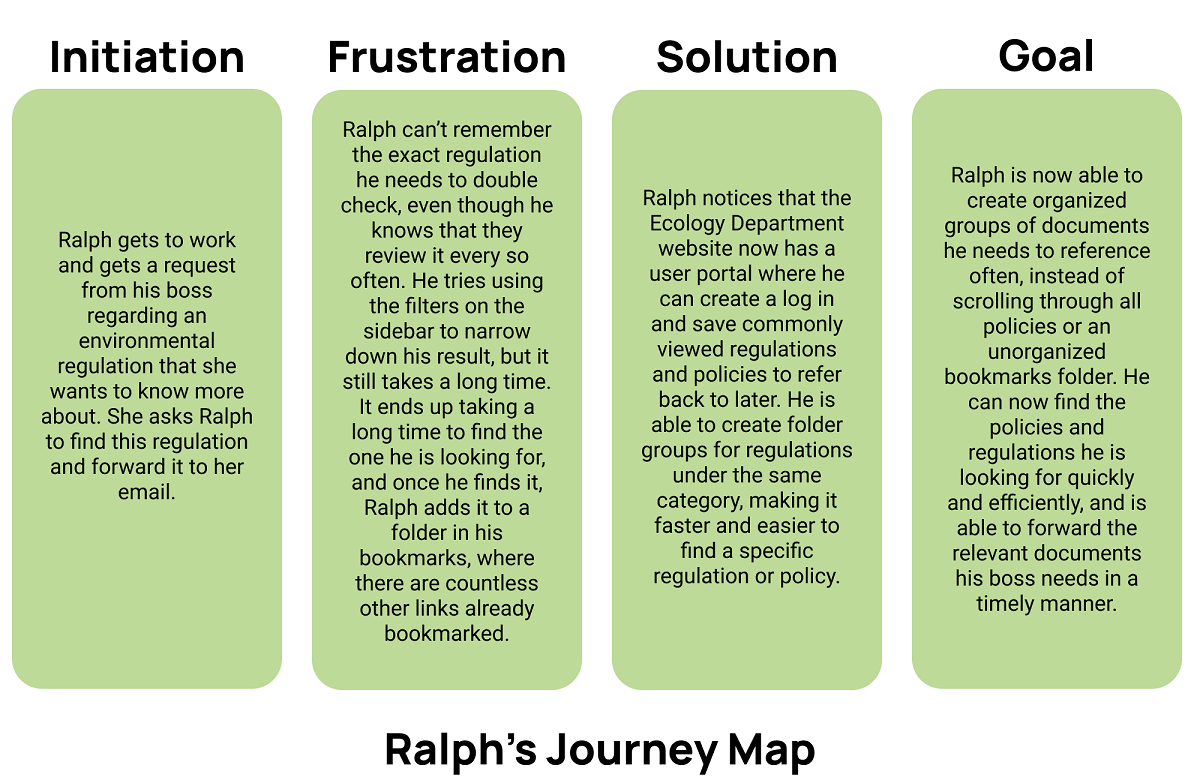 Initiation
Ralph gets to work
and gets a request
from his boss
regarding an
environmental
regulation that she
wants to know more
about. She asks Ralph
to find this regulation
and forward it to her
email.
Frustration
Ralph can’t remember
the exact regulation
he needs to double
check, even though he
knows that they
review it every so
often. He tries using
the filters on the
sidebar to narrow
down his result, but it
still takes a long time.
It ends up taking a
long time to find the
one he is looking for,
and once he finds it,
Ralph adds it to a
folder in his
bookmarks, where
there are countless
other links already
bookmarked.
Solution
Ralph notices that the
Ecology Department
website now has a
user portal where he
can create a log in
and save commonly
viewed regulations
and policies to refer
back to later. He is
able to create folder
groups for regulations
under the same
category, making it
faster and easier to
find a specific
regulation or policy.
Goal
Ralph is now able to
create organized
groups of documents
he needs to reference
often, instead of
scrolling through all
policies or an
unorganized
bookmarks folder. He
can now find the
policies and
regulations he is
looking for quickly
and efficiently, and is
able to forward the
relevant documents
his boss needs in a
timely manner.
Ralph’s Journey Map